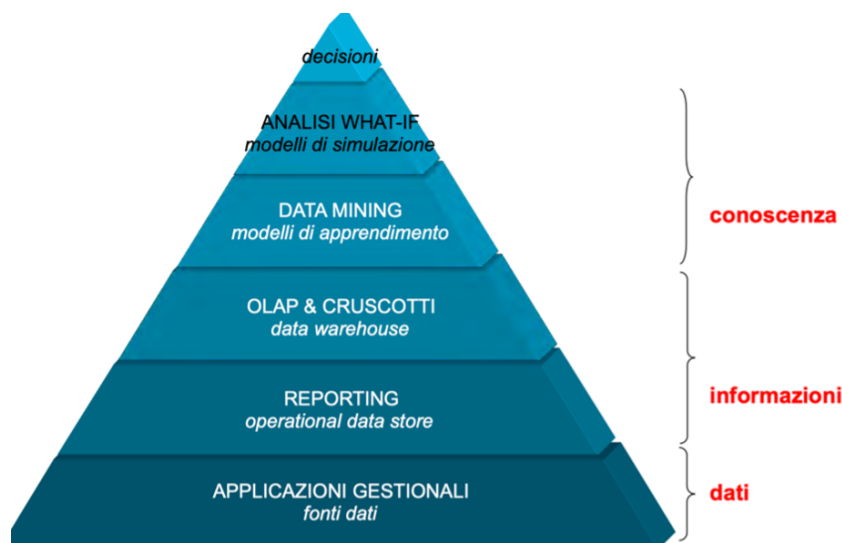 decisioni
ANALISI WHAT-IF
modelli di simulazione
DATA MINING
modelli di apprendimento
conoscenza
OLAP & CRUSCOTTI
data warehouse
REPORTING
operational data store
informazioni
APPLICAZIONI GESTIONALI
fonti dati
dati